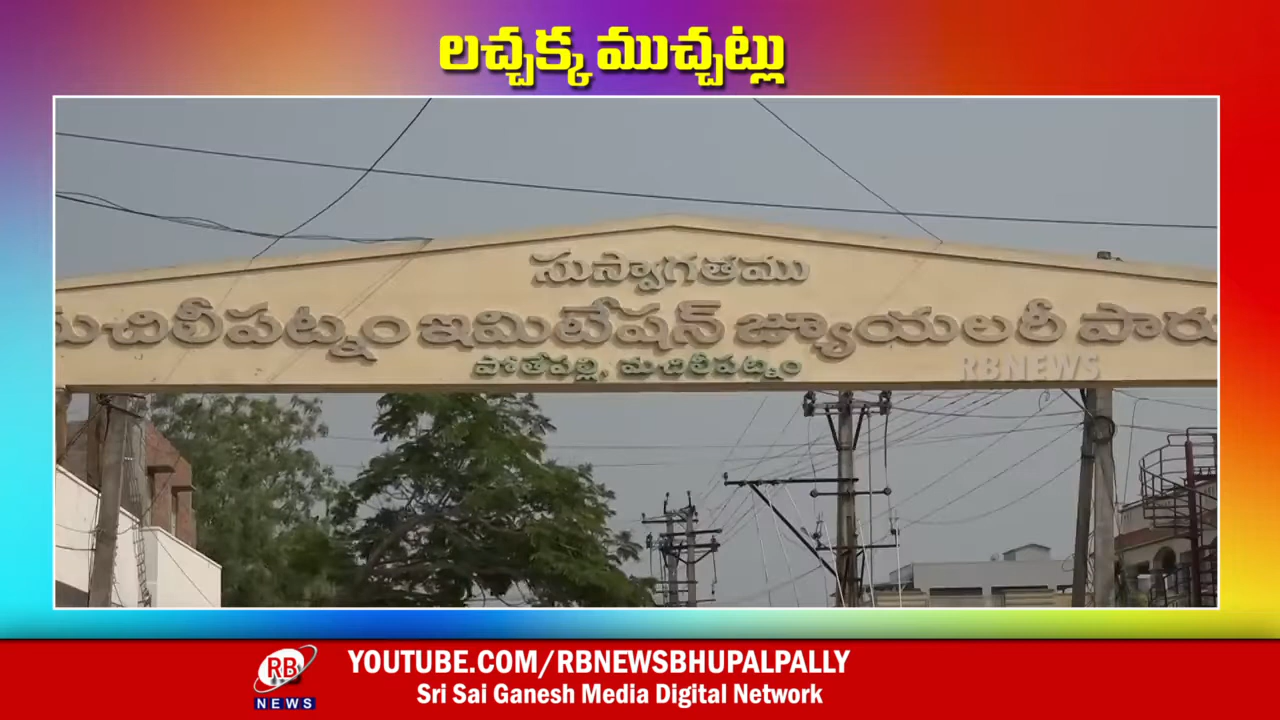 లచ్చక్క ముచ్చట్లు
సుస్వాగతము
మచిలీపట్నం ఇమిటేషన్ జ్యూయలరీ పారు
పోతేపల్లి, మచిలీపట్నం
RBNEWS
RB
NEWS
YOUTUBE.COM/RBNEWSBHUPALPALLY
Sri Sai Ganesh Media Digital Network